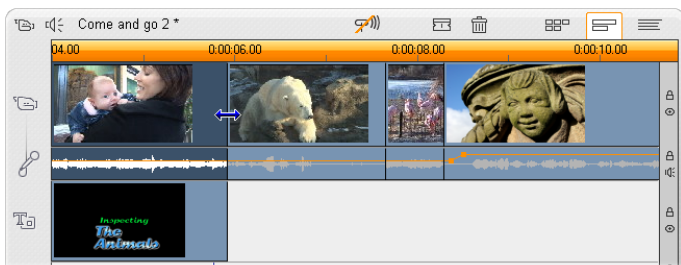 Come and go 2 *
04.00 0:00:06.00 0:00:08.00 0:00:10.00
T
Inspecting
The
Animals